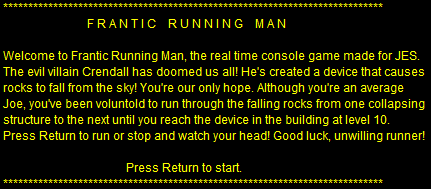 ******************************************************************************
F R A N T I C   R U N N I N G   M A N
Welcome to Frantic Running Man, the real time console game made for JES.
The evil villain Crendall has doomed us all! He's created a device that causes
rocks to fall from the sky! You're our only hope. Although you're an average
Joe, you've been voluntold to run through the falling rocks from one collapsing
structure to the next until you reach the device in the building at level 10.
Press Return to run or stop and watch your head! Good luck, unwilling runner!
Press Return to start.
******************************************************************************